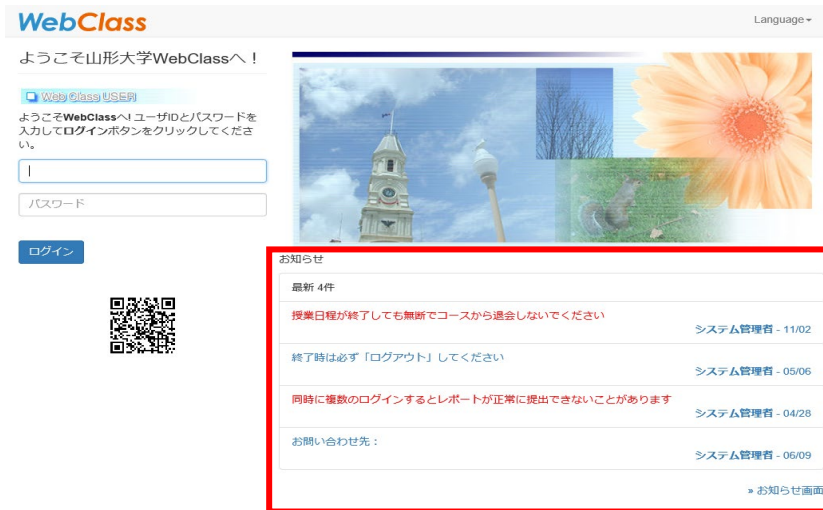 WebClass
Language
ようこそ山形大学WebClassへ！
Web Class USER
ようこそWebClassへ! ユーザIDとパスワードを
入力してログインボタンをクリックしてくださ
い。
パスワード
ログイン
お知らせ
最新 4件
授業日程が終了しても無断でコースから退会しないでください
システム管理者 - 11/02
終了時は必ず「ログアウト」してください
システム管理者 - 05/06
同時に複数のログインするとレポートが正常に提出できないことがあります
システム管理者 - 04/28
お問い合わせ先：
システム管理者 - 06/09
» お知らせ画面